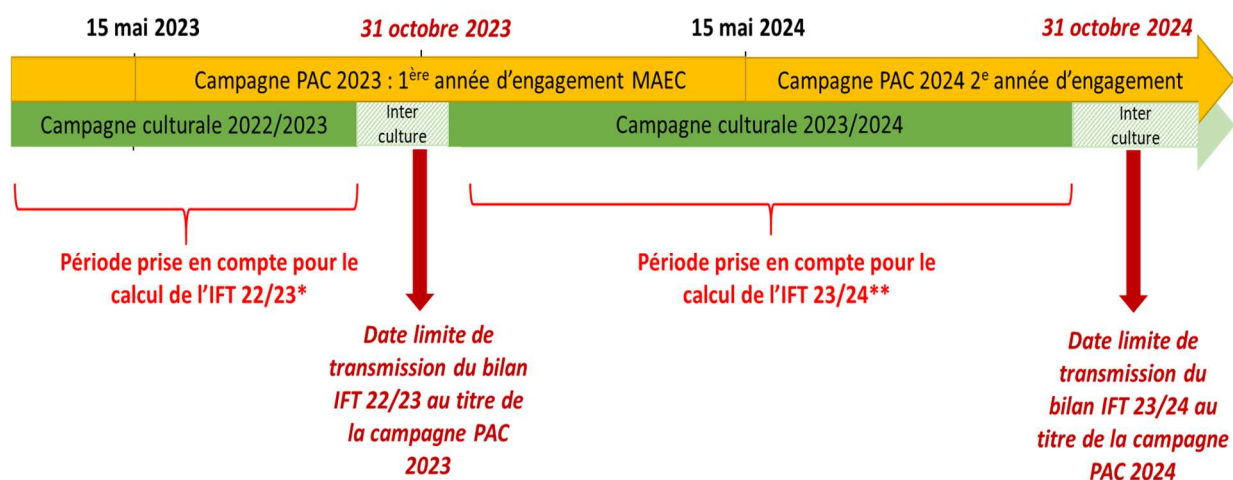 15 mai 2023
31 octobre 2023
15 mai 2024
31 octobre 2024
Campagne PAC 2023 : 1ère année d'engagement MAEC
Campagne PAC 2024 2e année d'engagement
Campagne culturale 2022/2023
Inter
culture
Campagne culturale 2023/2024
Inter
culture
Période prise en compte pour le
calcul de l'IFT 22/23*
Période prise en compte pour le
calcul de l'IFT 23/24**
Date limite de
transmission du bilan
IFT 22/23 au titre de
la campagne PAC
2023
Date limite de
transmission du
bilan IFT 23/24 au
titre de la campagne
PAC 2024